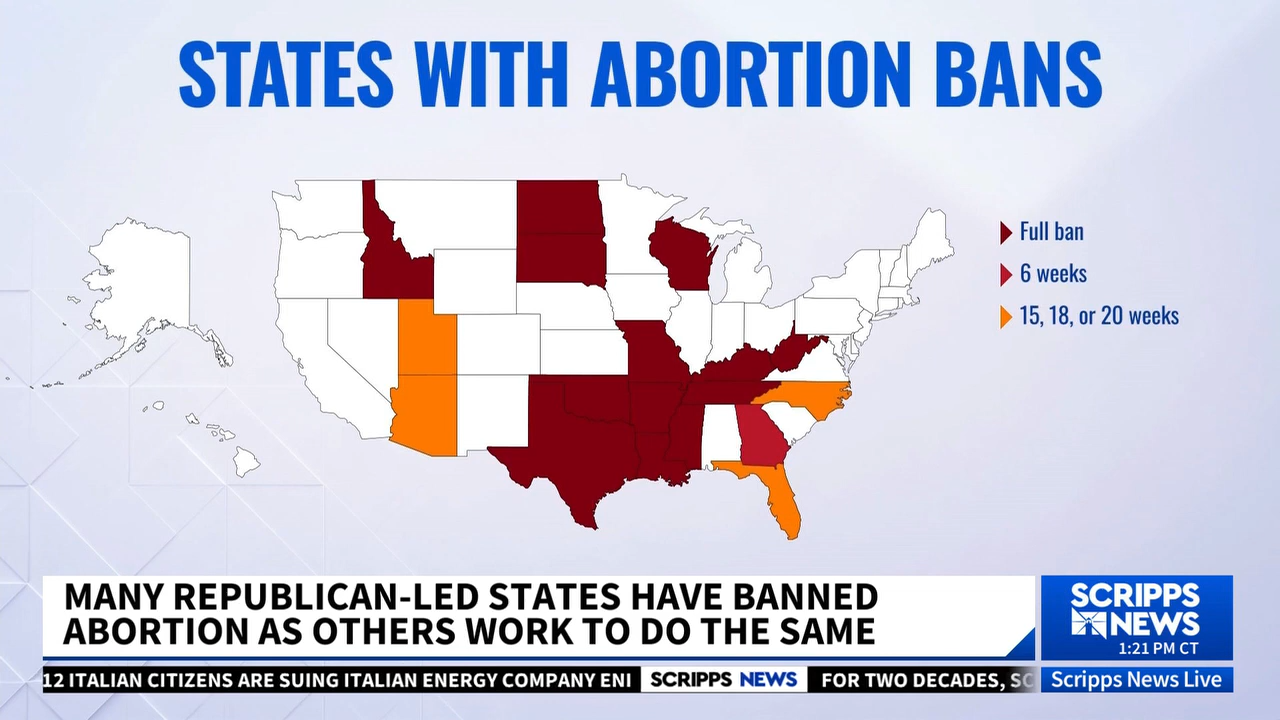 STATES WITH ABORTION BANS
Full ban
6 weeks
15, 18, or 20 weeks
MANY REPUBLICAN-LED STATES HAVE BANNED
ABORTION AS OTHERS WORK TO DO THE SAME
SCRIPPS
NEWS
1:21 PM CT
12 ITALIAN CITIZENS ARE SUING ITALIAN ENERGY COMPANY ENI SCRIPPS NEWS FOR TWO DECADES, SC
Scripps News Live